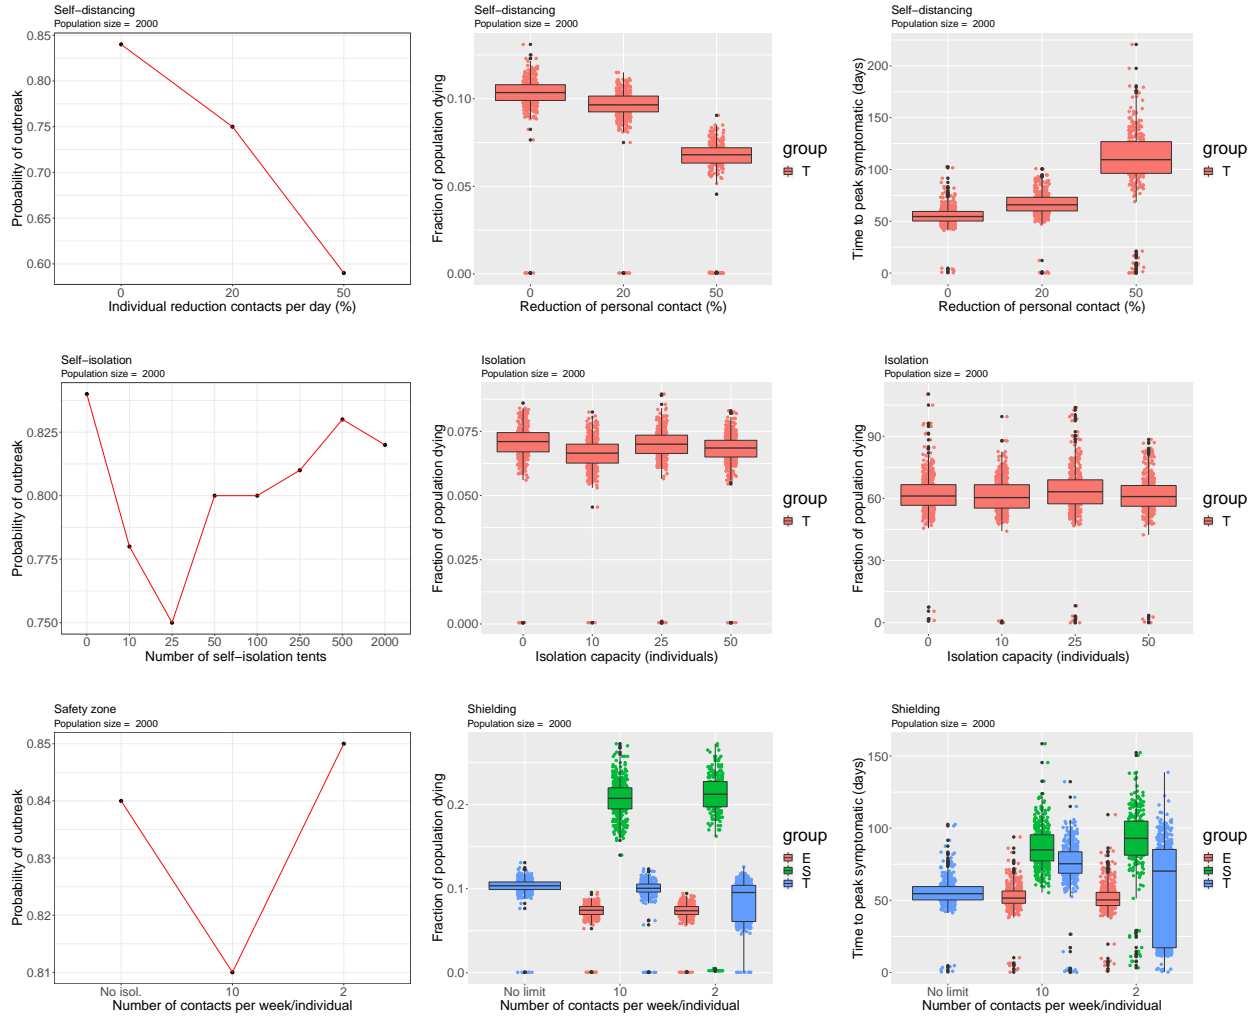 Self−distancing
Population size =  2000
Probability of outbreak
0.85
0.80
0.75
0.70
0.65
0.60
0 20 50
Individual reduction contacts per day (%)
Self−distancing
Population size =  2000
Fraction of population dying
0.10
0.05
0.00
0 20 50
Reduction of personal contact (%)
group
T
Self−distancing
Population size =  2000
Time to peak symptomatic (days)
200
150
100
50
0
0 20 50
Reduction of personal contact (%)
group
T
Self−isolation
Population size =  2000
Probability of outbreak
0.825
0.800
0.775
0.750
0 10 25 50 100 250 500 2000
Number of self−isolation tents
Isolation
Population size =  2000
Fraction of population dying
0.075
0.050
0.025
0.000
0 10 25 50
Isolation capacity (individuals)
group
T
Isolation
Population size =  2000
Fraction of population dying
90
60
30
0
0 10 25 50
Isolation capacity (individuals)
group
T
Safety zone
Population size =  2000
Probability of outbreak
0.85
0.84
0.83
0.82
0.81
No isol. 10 2
Number of contacts per week/individual
Shielding
Population size =  2000
Fraction of population dying
0.2
0.1
0.0
No limit 10 2
Number of contacts per week/individual
group
E
S
T
Shielding
Population size =  2000
Time to peak symptomatic (days)
150
100
50
0
No limit 10 2
Number of contacts per week/individual
group
E
S
T